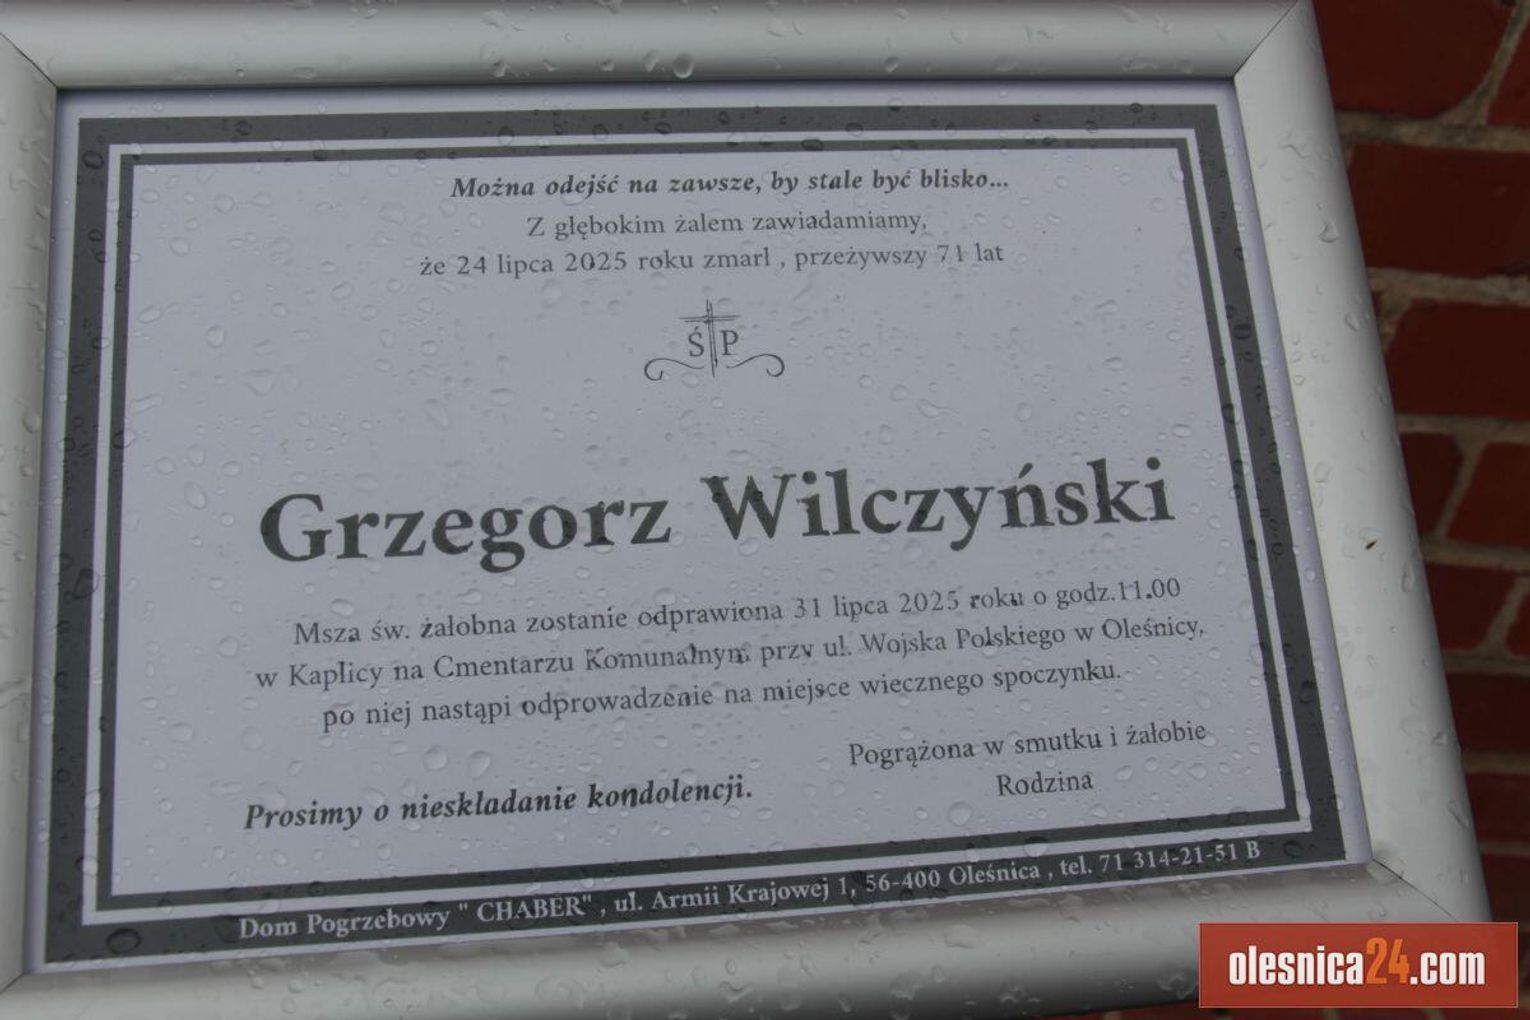 Można odejść na zawsze, by stale być blisko...
Z głębokim żalem zawiadamiamy,
że 24 lipca 2025 roku zmarł , przeżywszy 71 lat
Ś P
Grzegorz Wilczyński
Msza św. żałobna zostanie odprawiona 31 lipca 2025 roku o godz.11.00
w Kaplicy na Cmentarzu Komunalnym przy ul. Wojska Polskiego w Oleśnicy,
po niej nastąpi odprowadzenie na miejsce wiecznego spoczynku.
Pogrążona w smutku i żałobie
Rodzina
Prosimy o nieskładanie kondolencji.
Dom Pogrzebowy " CHABER" , ul. Armii Krajowej 1, 56-400 Oleśnica , tel. 71 314-21-51 B
olesnica24.com